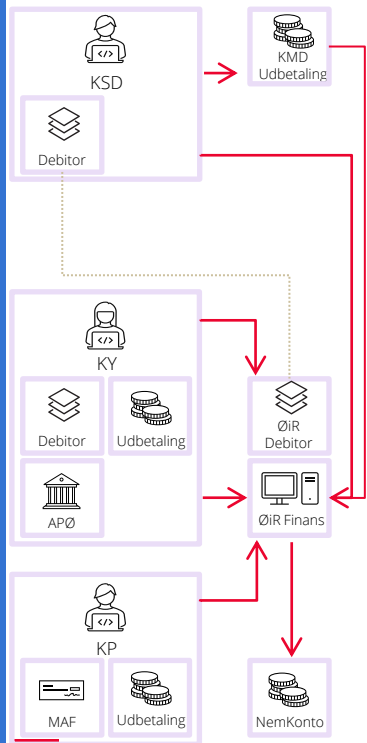 KSD
KMD
Udbetaling
Debitor
KY
Debitor
Udbetaling
ØiR
Debitor
APØ
ØiR Finans
KP
MAF
Udbetaling
NemKonto